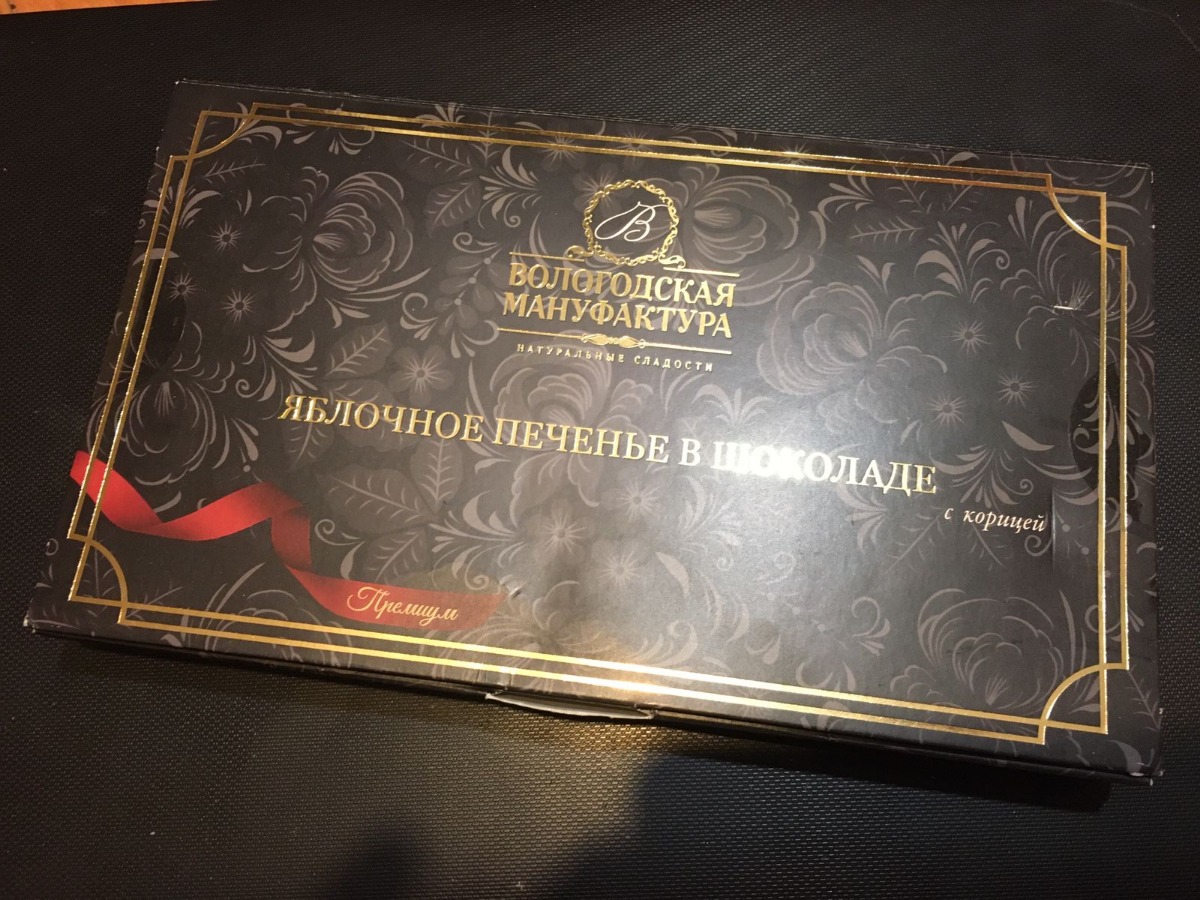 В
ВОЛОГОДСКАЯ
МАНУФАКТУРА
НАТУРАЛЬНЫЕ СЛАДОСТИ
ЯБЛОЧНОЕ ПЕЧЕНЬЕ В ШОКОЛАДЕ
с корицей
Премиум